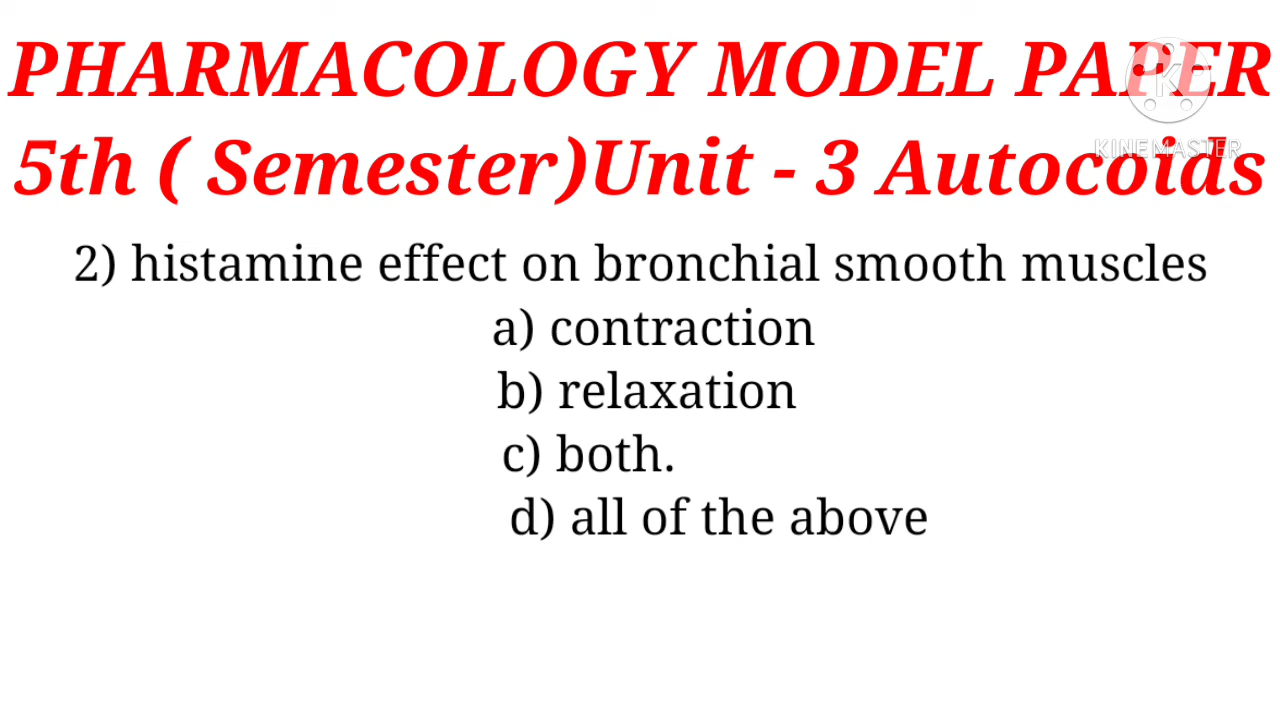 PHARMACOLOGY MODEL PAPER
KINEMASTER
5th ( Semester)Unit - 3 Autocoids
2) histamine effect on bronchial smooth muscles
a) contraction
b) relaxation
c) both.
d) all of the above